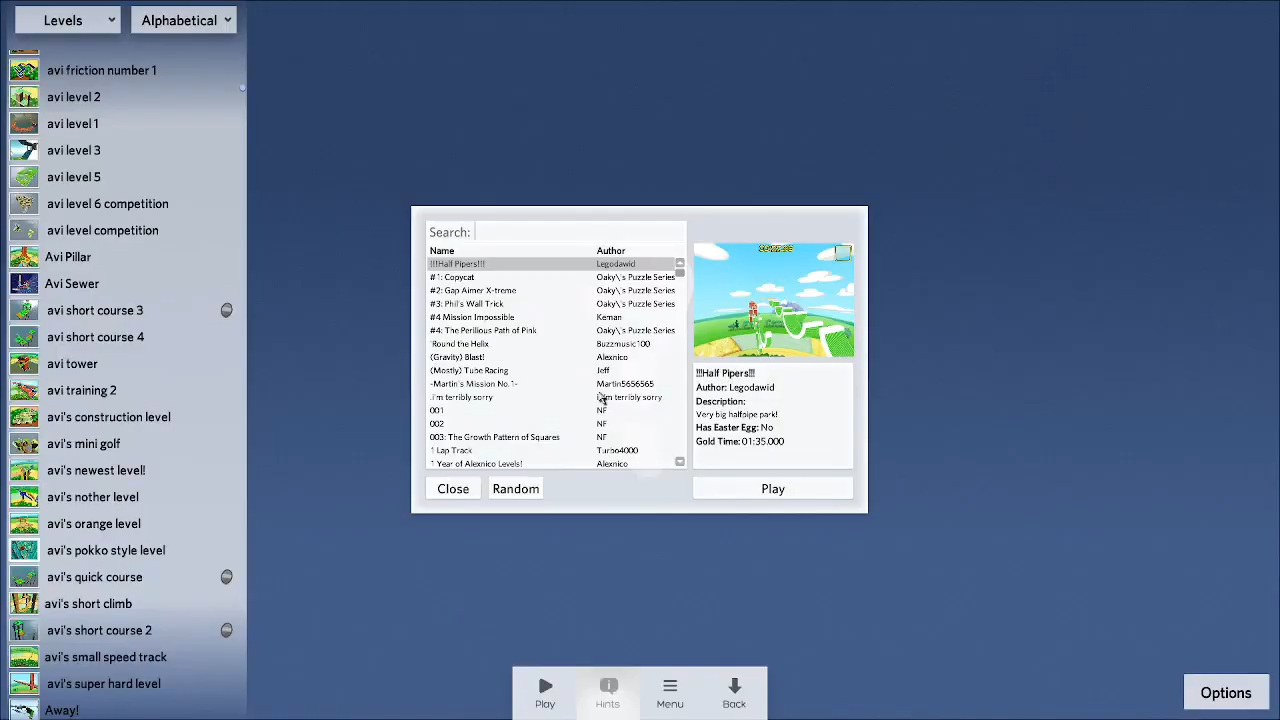 Levels
Alphabetical
avi friction number 1
avi level 2
avi level 1
avi level 3
avi level 5
avi level 6 competition
avi level competition
Avi Pillar
Avi Sewer
avi short course 3
avi short course 4
avi tower
avi training 2
avi's construction level
avi's mini golf
avi's newest level!
avi's nother level
avi's orange level
avi's pokko style level
avi's quick course
avi's short climb
avi's short course 2
avi's small speed track
avi's super hard level
Away!
Search:
Name Author
!!!Half Pipers!!! Legodawid
#1: Copycat Oaky\'s Puzzle Series
#2: Gap Aimer X-treme Oaky\'s Puzzle Series
#3: Phil's Wall Trick Oaky\'s Puzzle Series
#4 Mission Impossible Keman
#4: The Perilious Path of Pink Oaky\'s Puzzle Series
'Round the Helix Buzzmusic100
(Gravity) Blast! Alexnico
(Mostly) Tube Racing Jeff
-Martin's Mission No.1- Martin5656565
.i'm terribly sorry i'm terribly sorry
001 NF
002 NF
003: The Growth Pattern of Squares NF
1 Lap Track Turbo4000
1 Year of Alexnico Levels! Alexnico
Close
Random
!!!Half Pipers!!!
Author: Legodawid
Description:
Very big halfpipe park!
Has Easter Egg: No
Gold Time: 01:35.000
Play
Play
Hints
Menu
Back
Options